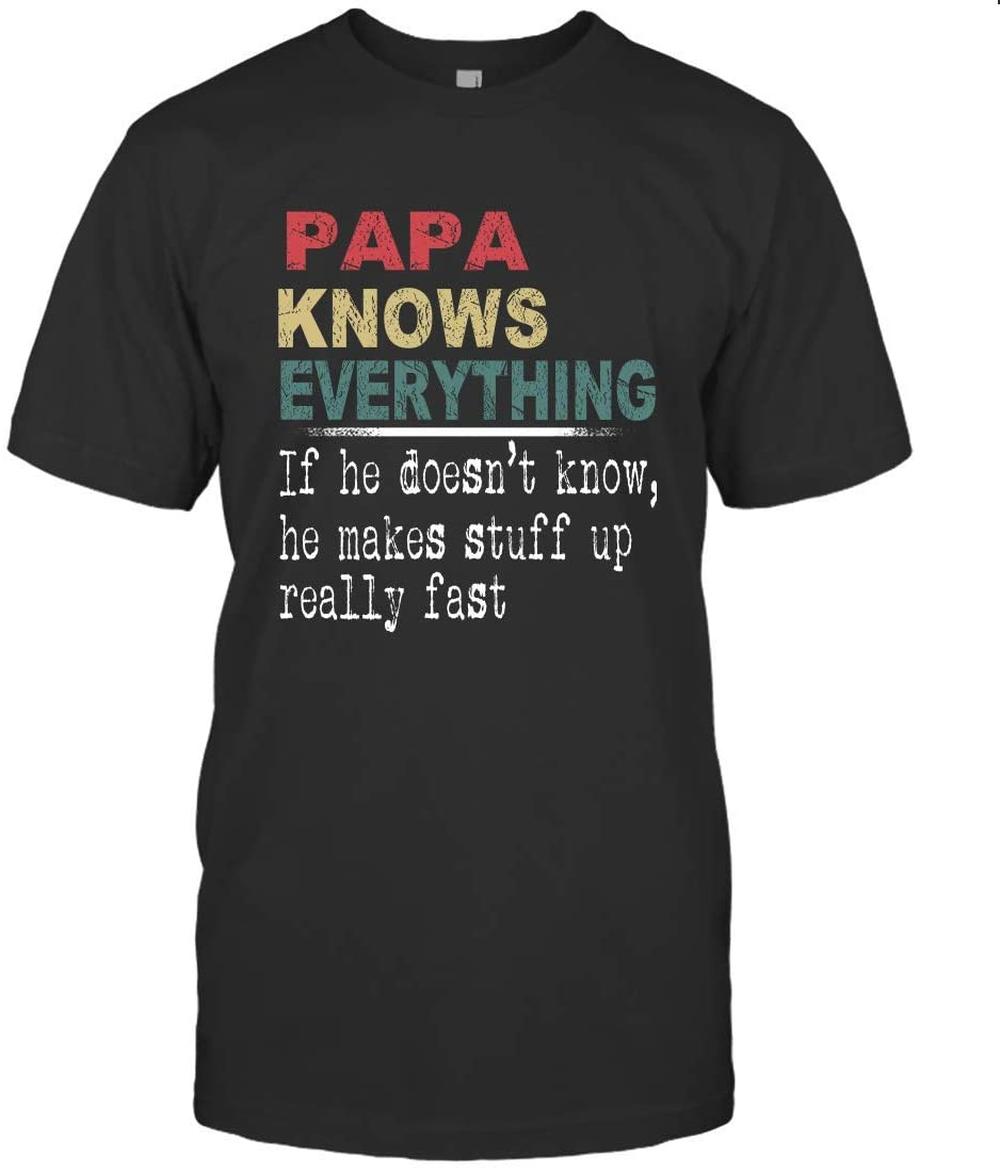 PAPA
KNOWS
EVERYTHING
If he doesn't know,
he makes stuff up
really fast